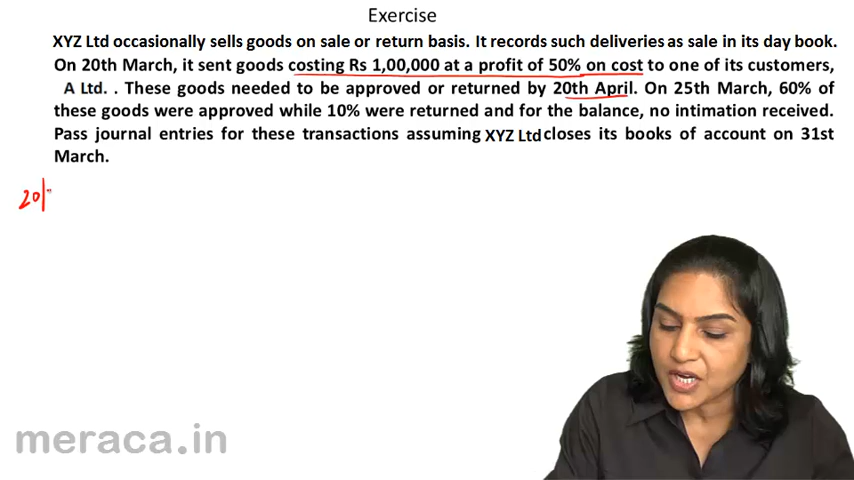 Exercise
XYZ Ltd occasionally sells goods on sale or return basis. It records such deliveries as sale in its day book.
On 20th March, it sent goods costing Rs 1,00,000 at a profit of 50% on cost to one of its customers,
A Ltd. . These goods needed to be approved or returned by 20th April. On 25th March, 60% of
these goods were approved while 10% were returned and for the balance, no intimation received.
Pass journal entries for these transactions assuming XYZ Ltd closes its books of account on 31st
March.
20/
meraca.in